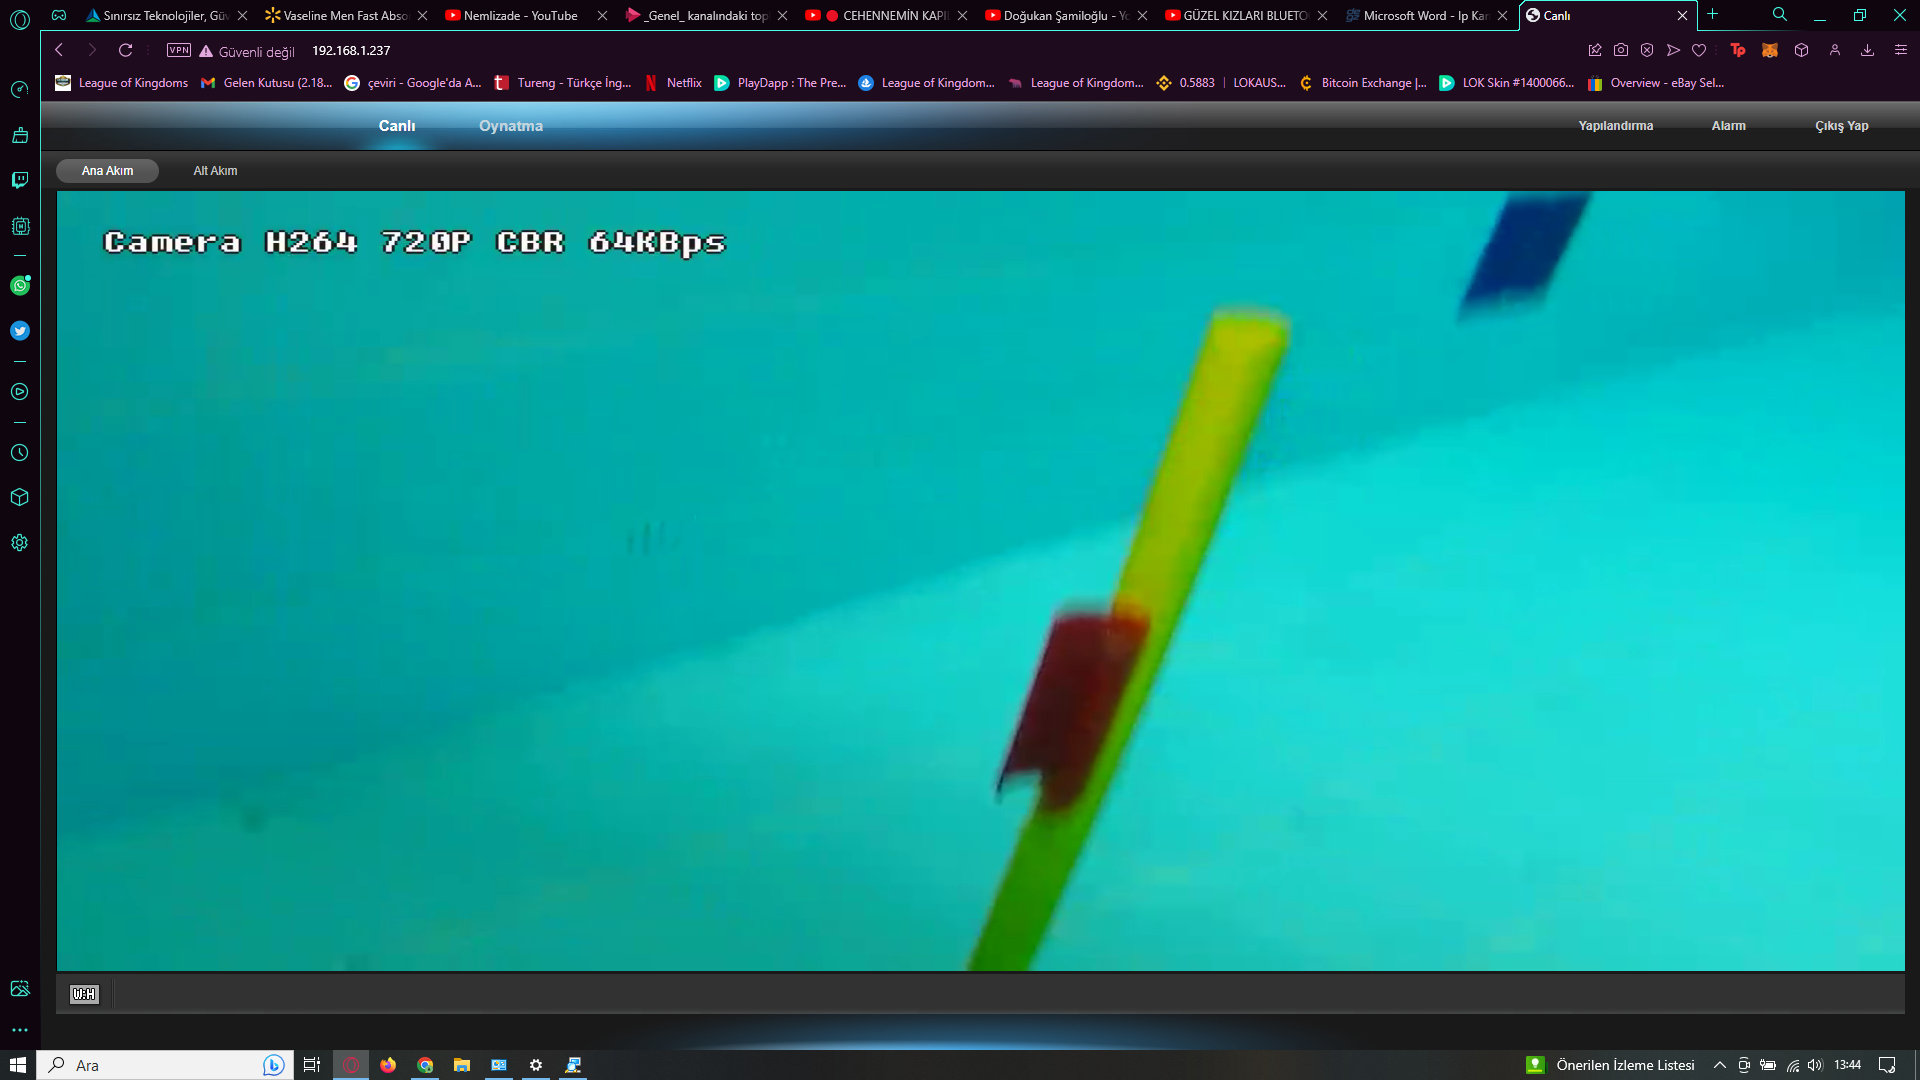 Sınırsız Teknolojiler, Güv
Vaseline Men Fast Abso
Nemlizade - YouTube
_Genel_ kanalındaki top
CEHENNEMİN KAPI
Doğukan Şamiloğlu - Yo
GÜZEL KIZLARI BLUETO
Microsoft Word - Ip Kam
Canlı
VPN
Güvenli değil
192.168.1.237
League of Kingdoms
Gelen Kutusu (2.18...
çeviri - Google'da A...
Tureng - Türkçe İng...
Netflix
PlayDapp : The Pre...
League of Kingdom...
League of Kingdom...
0.5883 | LOKAUS...
Bitcoin Exchange |...
LOK Skin #1400066...
Overview - eBay Sel...
Canlı
Oynatma
Yapılandırma
Alarm
Çıkış Yap
Ana Akım
Alt Akım
Camera H264 720P CBR 64KBps
W:H
Ara
Önerilen İzleme Listesi
13:44